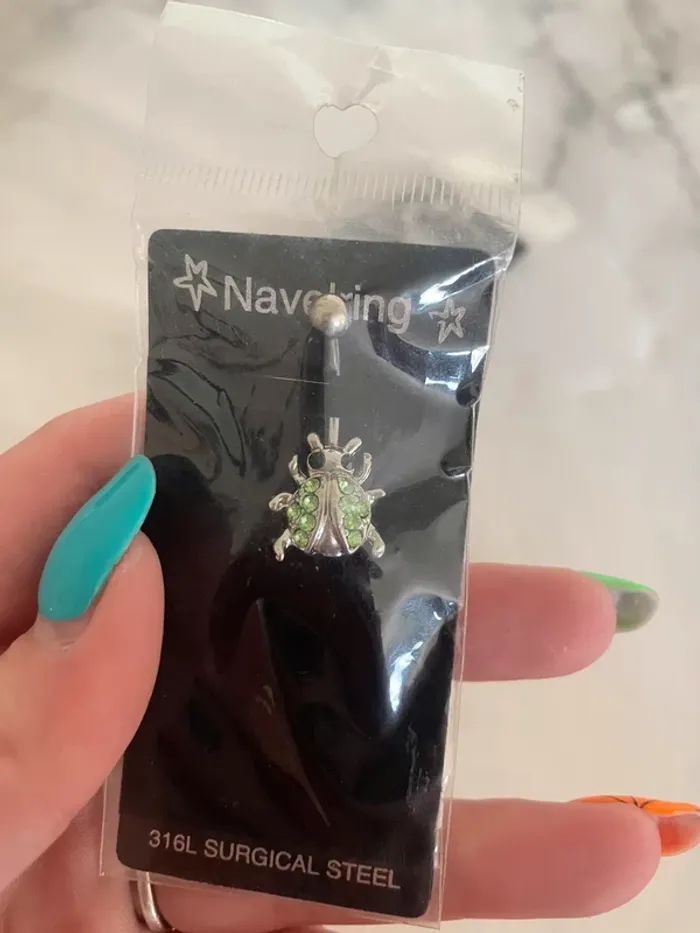 Navelring
316L SURGICAL STEEL